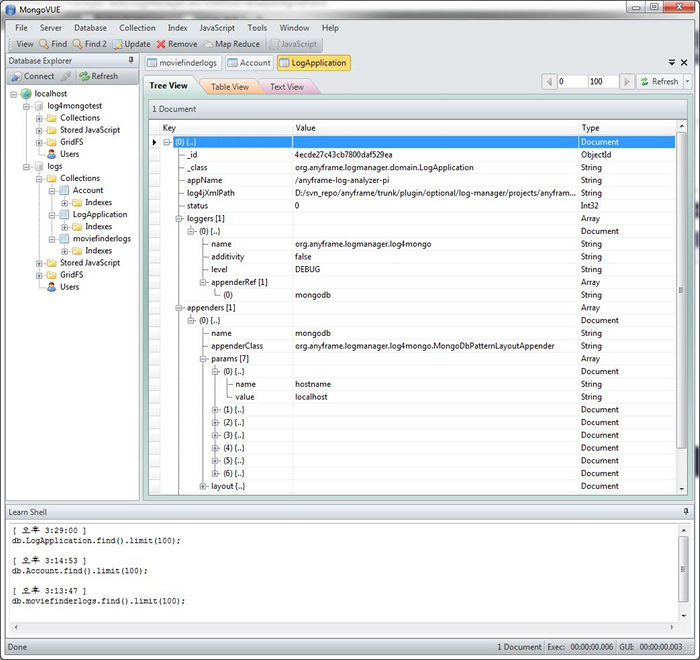 MongoVUE
File Server Database Collection Index JavaScript Tools Window Help
View Find Find 2 Update Remove Map Reduce JavaScript
Database Explorer
Connect Refresh
localhost
log4mongotest
Collections
Stored JavaScript
GridFS
Users
logs
Collections
Account
Indexes
LogApplication
Indexes
moviefinderlogs
Indexes
Stored JavaScript
GridFS
Users
moviefinderlogs Account LogApplication
Tree View Table View Text View
0 100 Refresh
1 Document
Key Value Type
(0) {..} Document
_id 4ecde27c43cb7800daf529ea ObjectId
_class org.anyframe.logmanager.domain.LogApplication String
appName /anyframe-log-analyzer-pi String
log4jXmlPath D:/svn_repo/anyframe/trunk/plugin/optional/log-manager/projects/anyfram... String
status 0 Int32
loggers [1] Array
(0) {..} Document
name org.anyframe.logmanager.log4mongo String
additivity false String
level DEBUG String
appenderRef [1] Array
(0) mongodb String
appenders [1] Array
(0) {..} Document
name mongodb String
appenderClass org.anyframe.logmanager.log4mongo.MongoDbPatternLayoutAppender String
params [7] Array
(0) {..} Document
name hostname String
value localhost String
(1) {..} Document
(2) {..} Document
(3) {..} Document
(4) {..} Document
(5) {..} Document
(6) {..} Document
layout {..} Document
Learn Shell
[ 오후 3:29:00 ]
db.LogApplication.find().limit(100);
[ 오후 3:14:53 ]
db.Account.find().limit(100);
[ 오후 3:13:47 ]
db.moviefinderlogs.find().limit(100);
Done 1 Document Exec: 00:00:00.006 GUI: 00:00:00.003